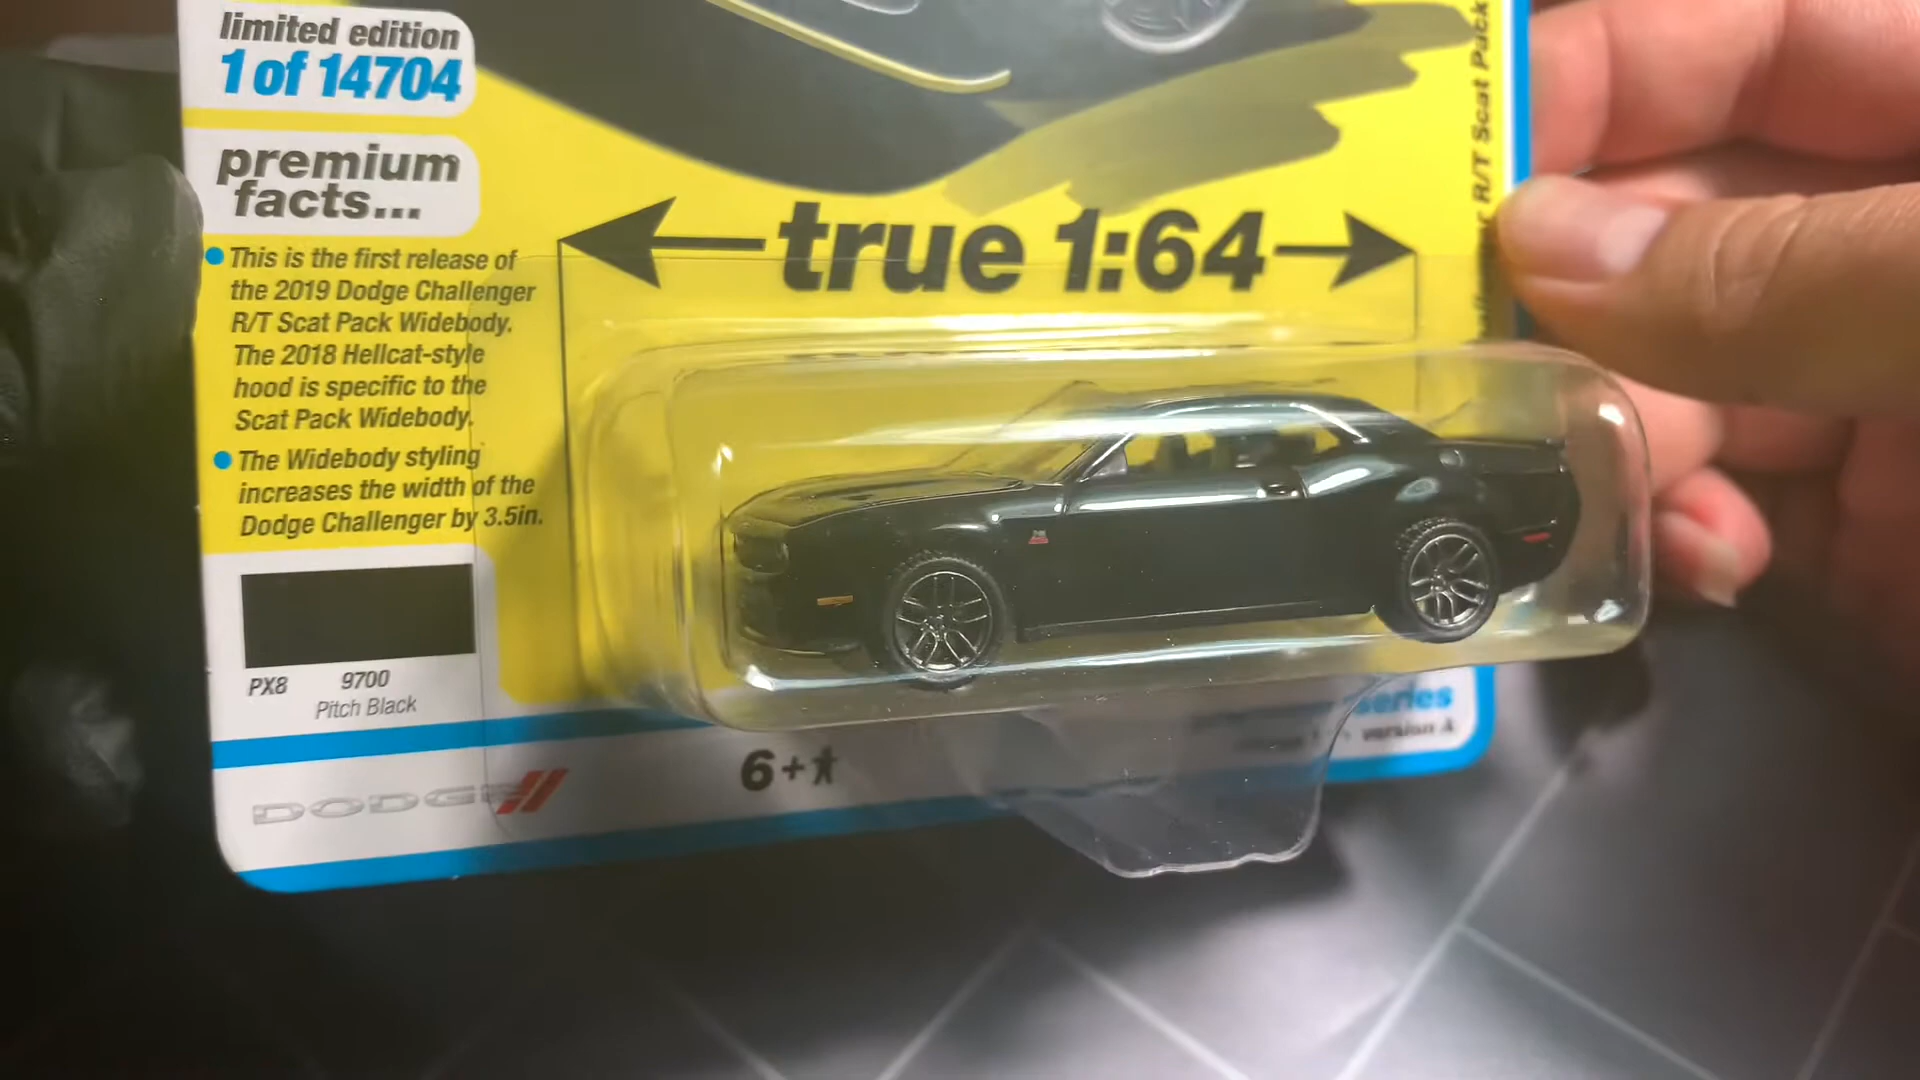 limited edition
1 of 14704
premium
facts...
This is the first release of
the 2019 Dodge Challenger
R/T Scat Pack Widebody.
The 2018 Hellcat-style
hood is specific to the
Scat Pack Widebody.
The Widebody styling
increases the width of the
Dodge Challenger by 3.5in.
true 1:64
R/T Scat Pack
PX8 9700
Pitch Black
series
version A
DODGE
6+